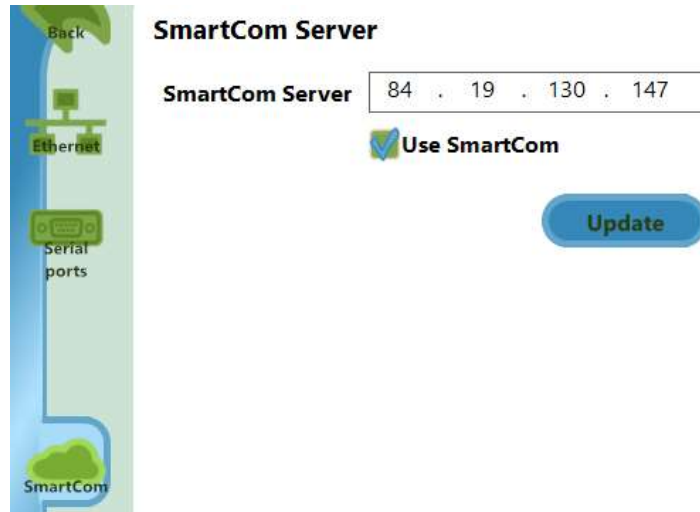 Back
SmartCom Server
SmartCom Server 84 . 19 . 130 . 147
Ethernet
Use SmartCom
Update
Serial
ports
SmartCom